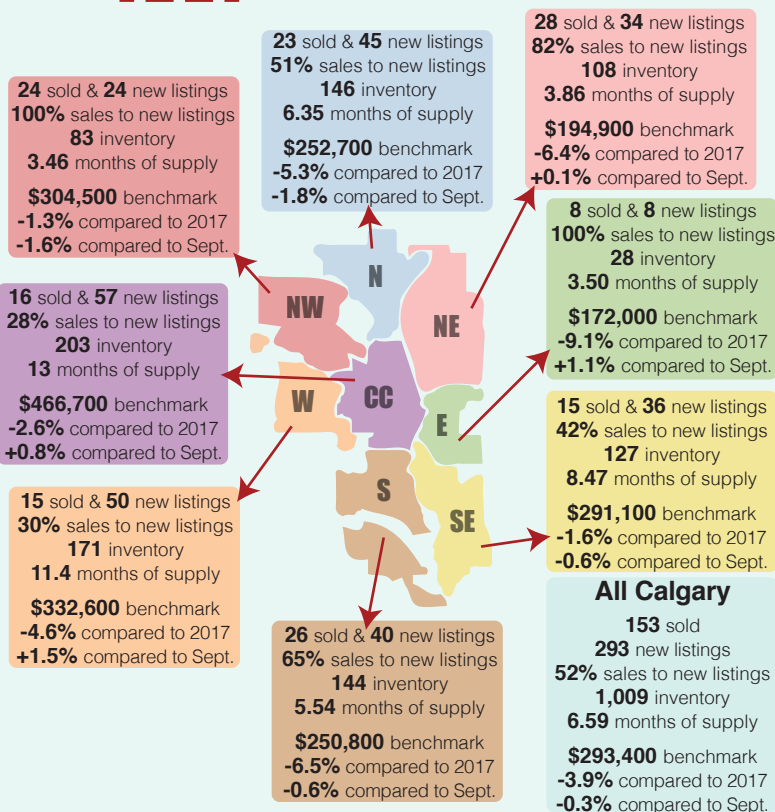 23 sold & 45 new listings
51% sales to new listings
146 inventory
6.35 months of supply
$252,700 benchmark
-5.3% compared to 2017
-1.8% compared to Sept.
28 sold & 34 new listings
82% sales to new listings
108 inventory
3.86 months of supply
$194,900 benchmark
-6.4% compared to 2017
+0.1% compared to Sept.
24 sold & 24 new listings
100% sales to new listings
83 inventory
3.46 months of supply
$304,500 benchmark
-1.3% compared to 2017
-1.6% compared to Sept.
8 sold & 8 new listings
100% sales to new listings
28 inventory
3.50 months of supply
$172,000 benchmark
-9.1% compared to 2017
+1.1% compared to Sept.
N
NW
NE
W
CC
E
S
SE
16 sold & 57 new listings
28% sales to new listings
203 inventory
13 months of supply
$466,700 benchmark
-2.6% compared to 2017
+0.8% compared to Sept.
15 sold & 36 new listings
42% sales to new listings
127 inventory
8.47 months of supply
$291,100 benchmark
-1.6% compared to 2017
-0.6% compared to Sept.
15 sold & 50 new listings
30% sales to new listings
171 inventory
11.4 months of supply
$332,600 benchmark
-4.6% compared to 2017
+1.5% compared to Sept.
26 sold & 40 new listings
65% sales to new listings
144 inventory
5.54 months of supply
$250,800 benchmark
-6.5% compared to 2017
-0.6% compared to Sept.
All Calgary
153 sold
293 new listings
52% sales to new listings
1,009 inventory
6.59 months of supply
$293,400 benchmark
-3.9% compared to 2017
-0.3% compared to Sept.